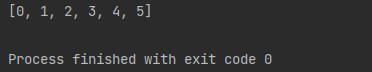 [0, 1, 2, 3, 4, 5]
Process finished with exit code 0